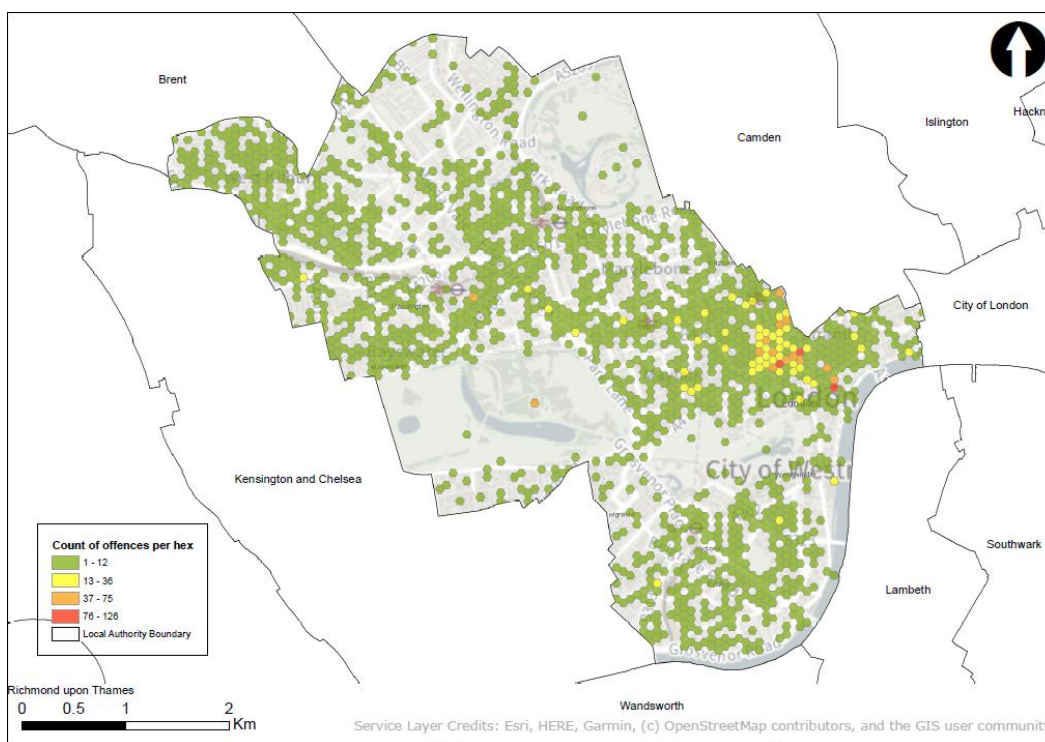 Brent
Camden
Islington
Hackn
Wellington Road
Marylebone
City of London
London
City of Westr
Kensington and Chelsea
Southwark
Lambeth
Grosvenor Road
Richmond upon Thames
Wandsworth
Count of offences per hex
1 - 12
13 - 36
37 - 75
76 - 126
Local Authority Boundary
0 0.5 1 2
Km
Service Layer Credits: Esri, HERE, Garmin, (c) OpenStreetMap contributors, and the GIS user communit